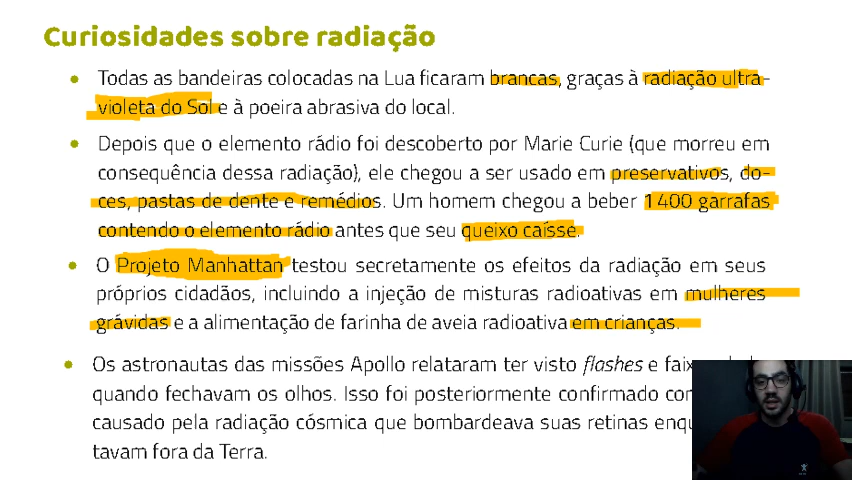 Curiosidades sobre radiação
• Todas as bandeiras colocadas na Lua ficaram brancas, graças à radiação ultra-
violeta do Sol e à poeira abrasiva do local.
• Depois que o elemento rádio foi descoberto por Marie Curie (que morreu em
consequência dessa radiação), ele chegou a ser usado em preservativos, do-
ces, pastas de dente e remédios. Um homem chegou a beber 1 400 garrafas
contendo o elemento rádio antes que seu queixo caísse.
• O Projeto Manhattan testou secretamente os efeitos da radiação em seus
próprios cidadãos, incluindo a injeção de misturas radioativas em mulheres
grávidas e a alimentação de farinha de aveia radioativa em crianças.
• Os astronautas das missões Apollo relataram ter visto flashes e
quando fechavam os olhos. Isso foi posteriormente confirmado
causado pela radiação cósmica que bombardeava suas retinas
tavam fora da Terra.